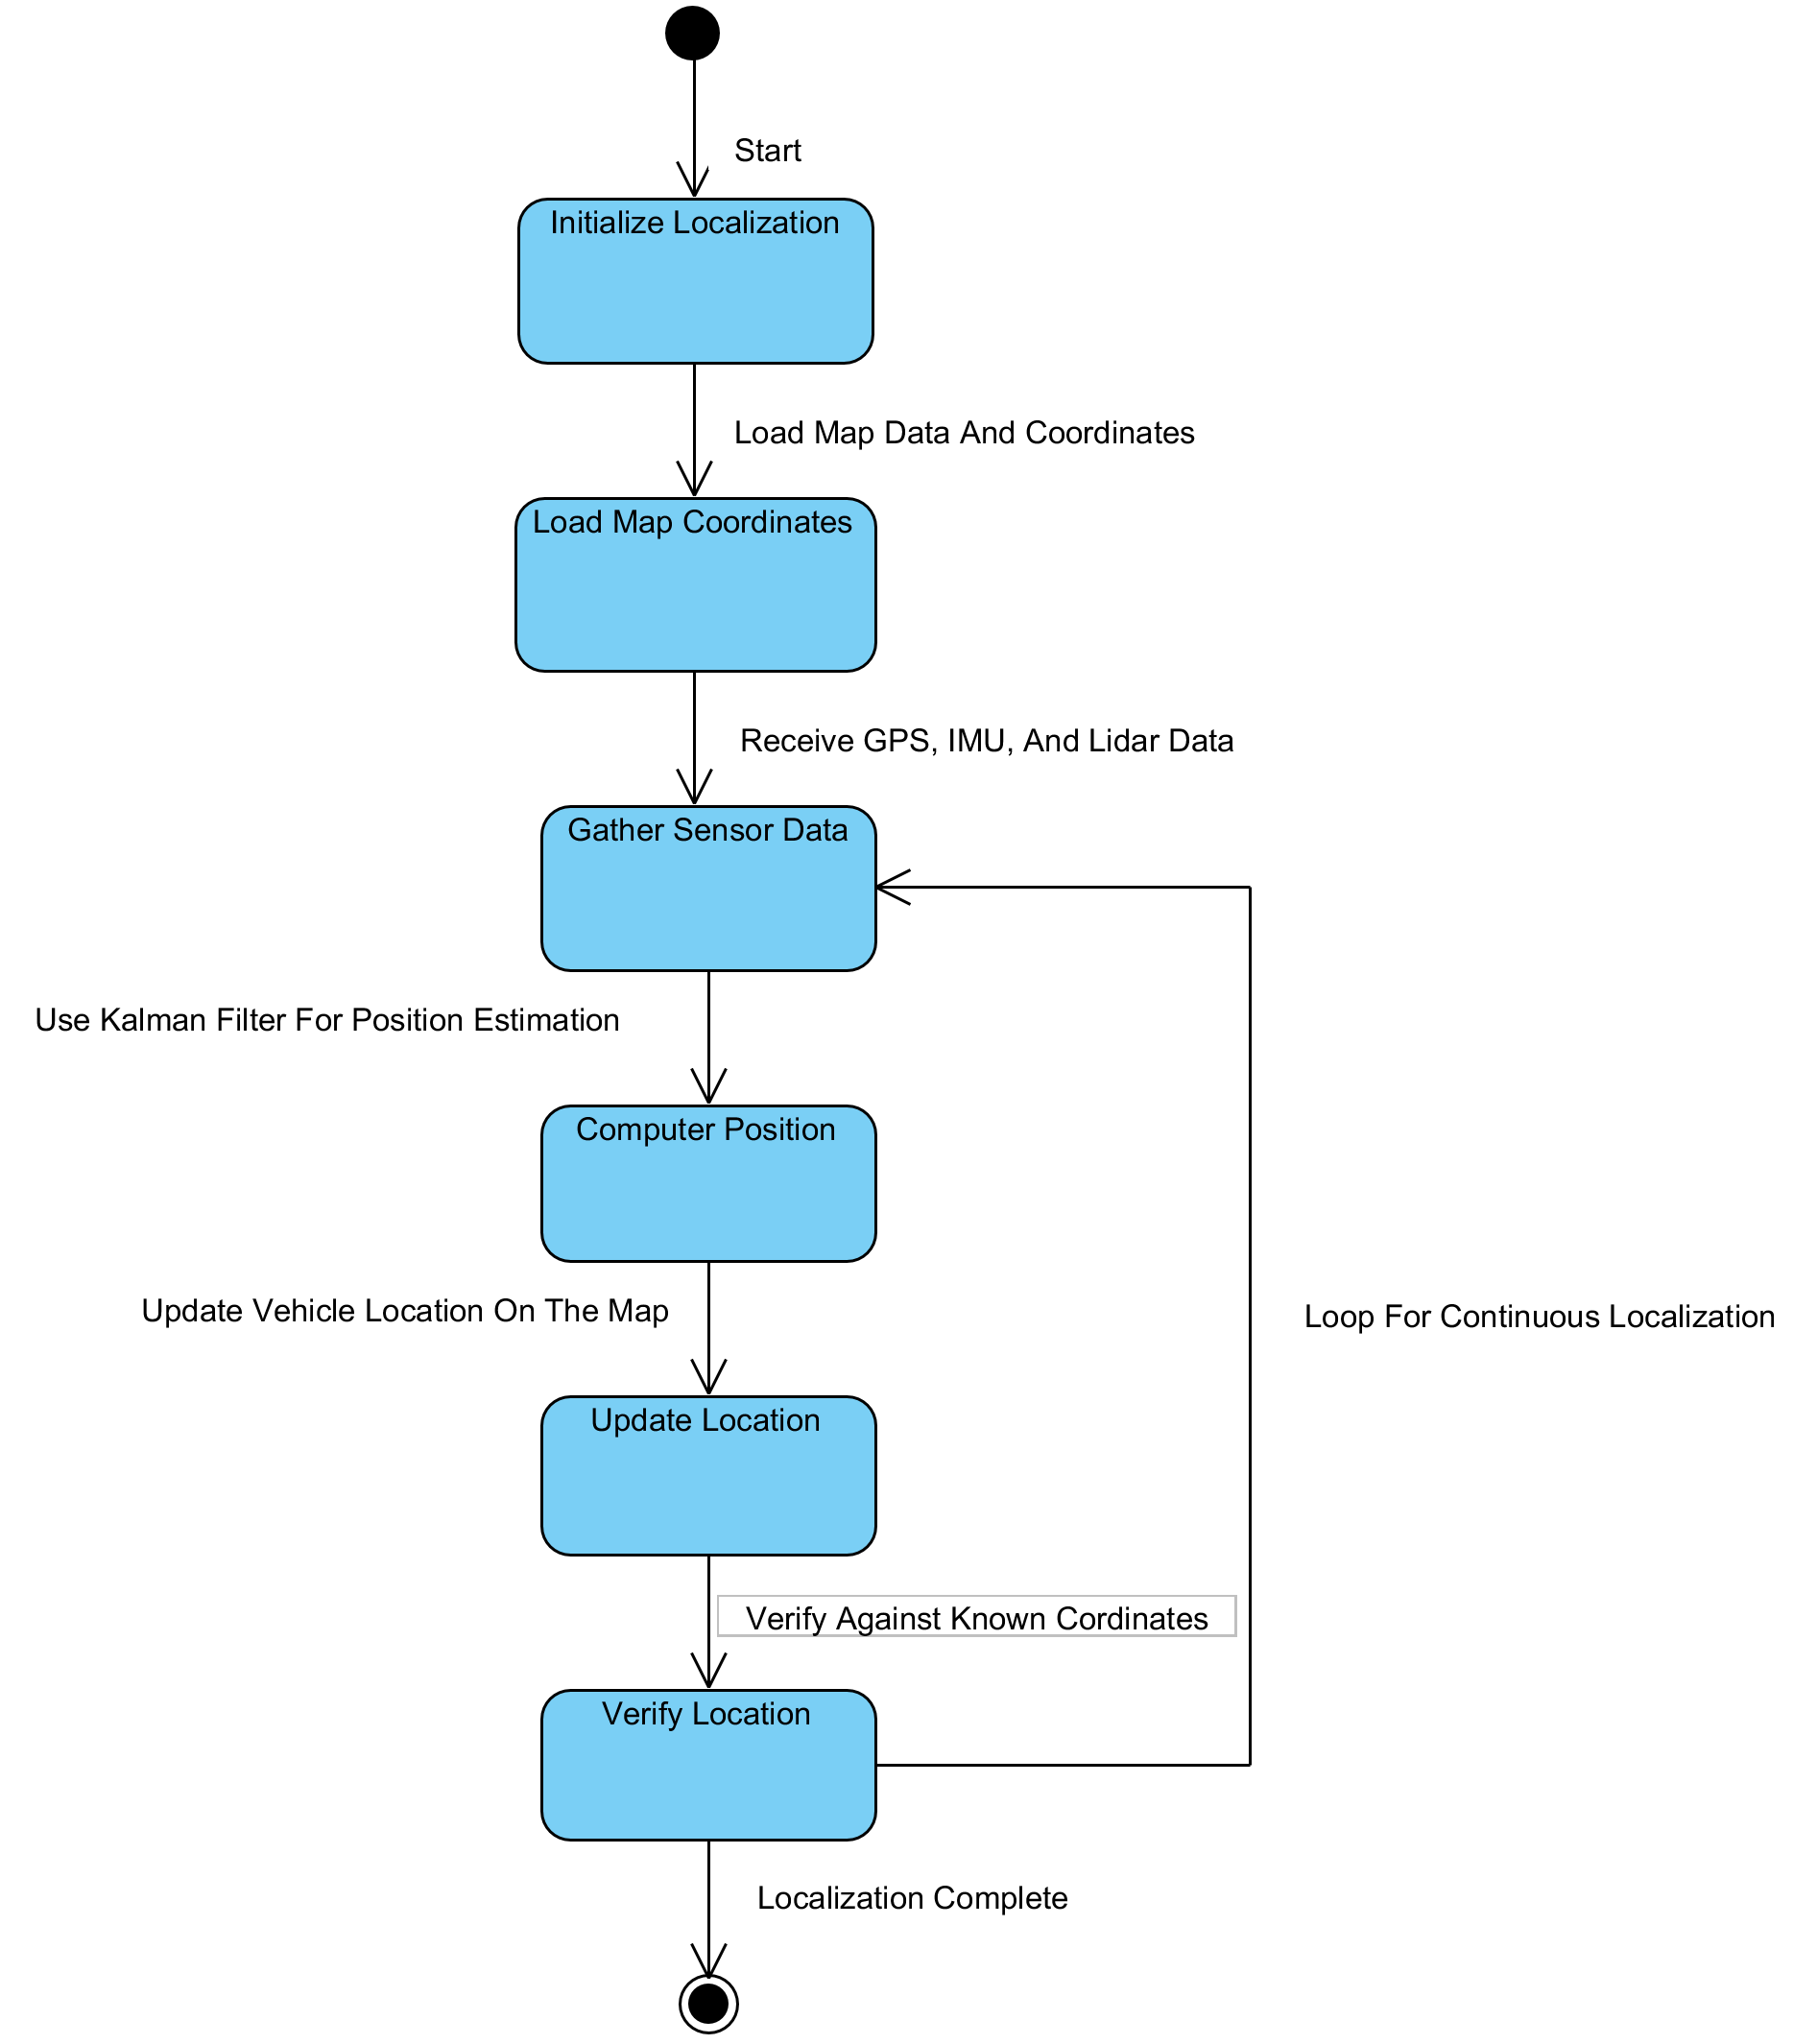 Start
Initialize Localization
Load Map Data And Coordinates
Load Map Coordinates
Receive GPS, IMU, And Lidar Data
Gather Sensor Data
Use Kalman Filter For Position Estimation
Computer Position
Update Vehicle Location On The Map
Loop For Continuous Localization
Update Location
Verify Against Known Cordinates
Verify Location
Localization Complete